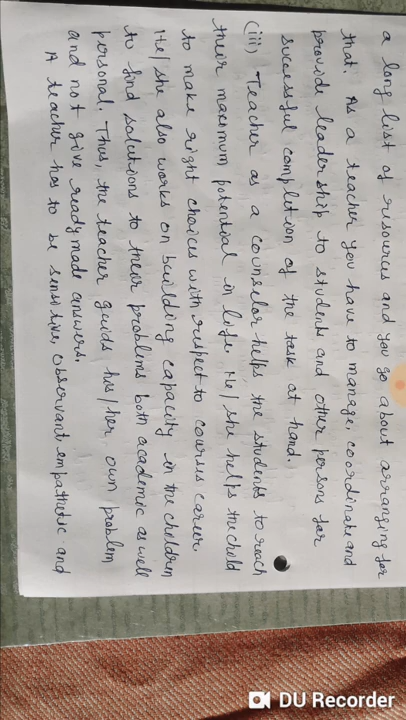 a long list of resources and you go about arranging for
that. As a teacher you have to manage, coordinate and
provide leadership to students and other person for
successful completion of the task at hand.
(iii) Teacher as a counselor helps the students to reach
their maximum potential in life. He/she helps the child
to make right choices with respect to courses career
He/she also works on building capacity in the children
to find solutions to their problems both academic as well
personal. Thus, the teacher guids his/her, own problem
and not give readymade answers.
A teacher has to be sensitive, observant empathetic and
DU Recorder